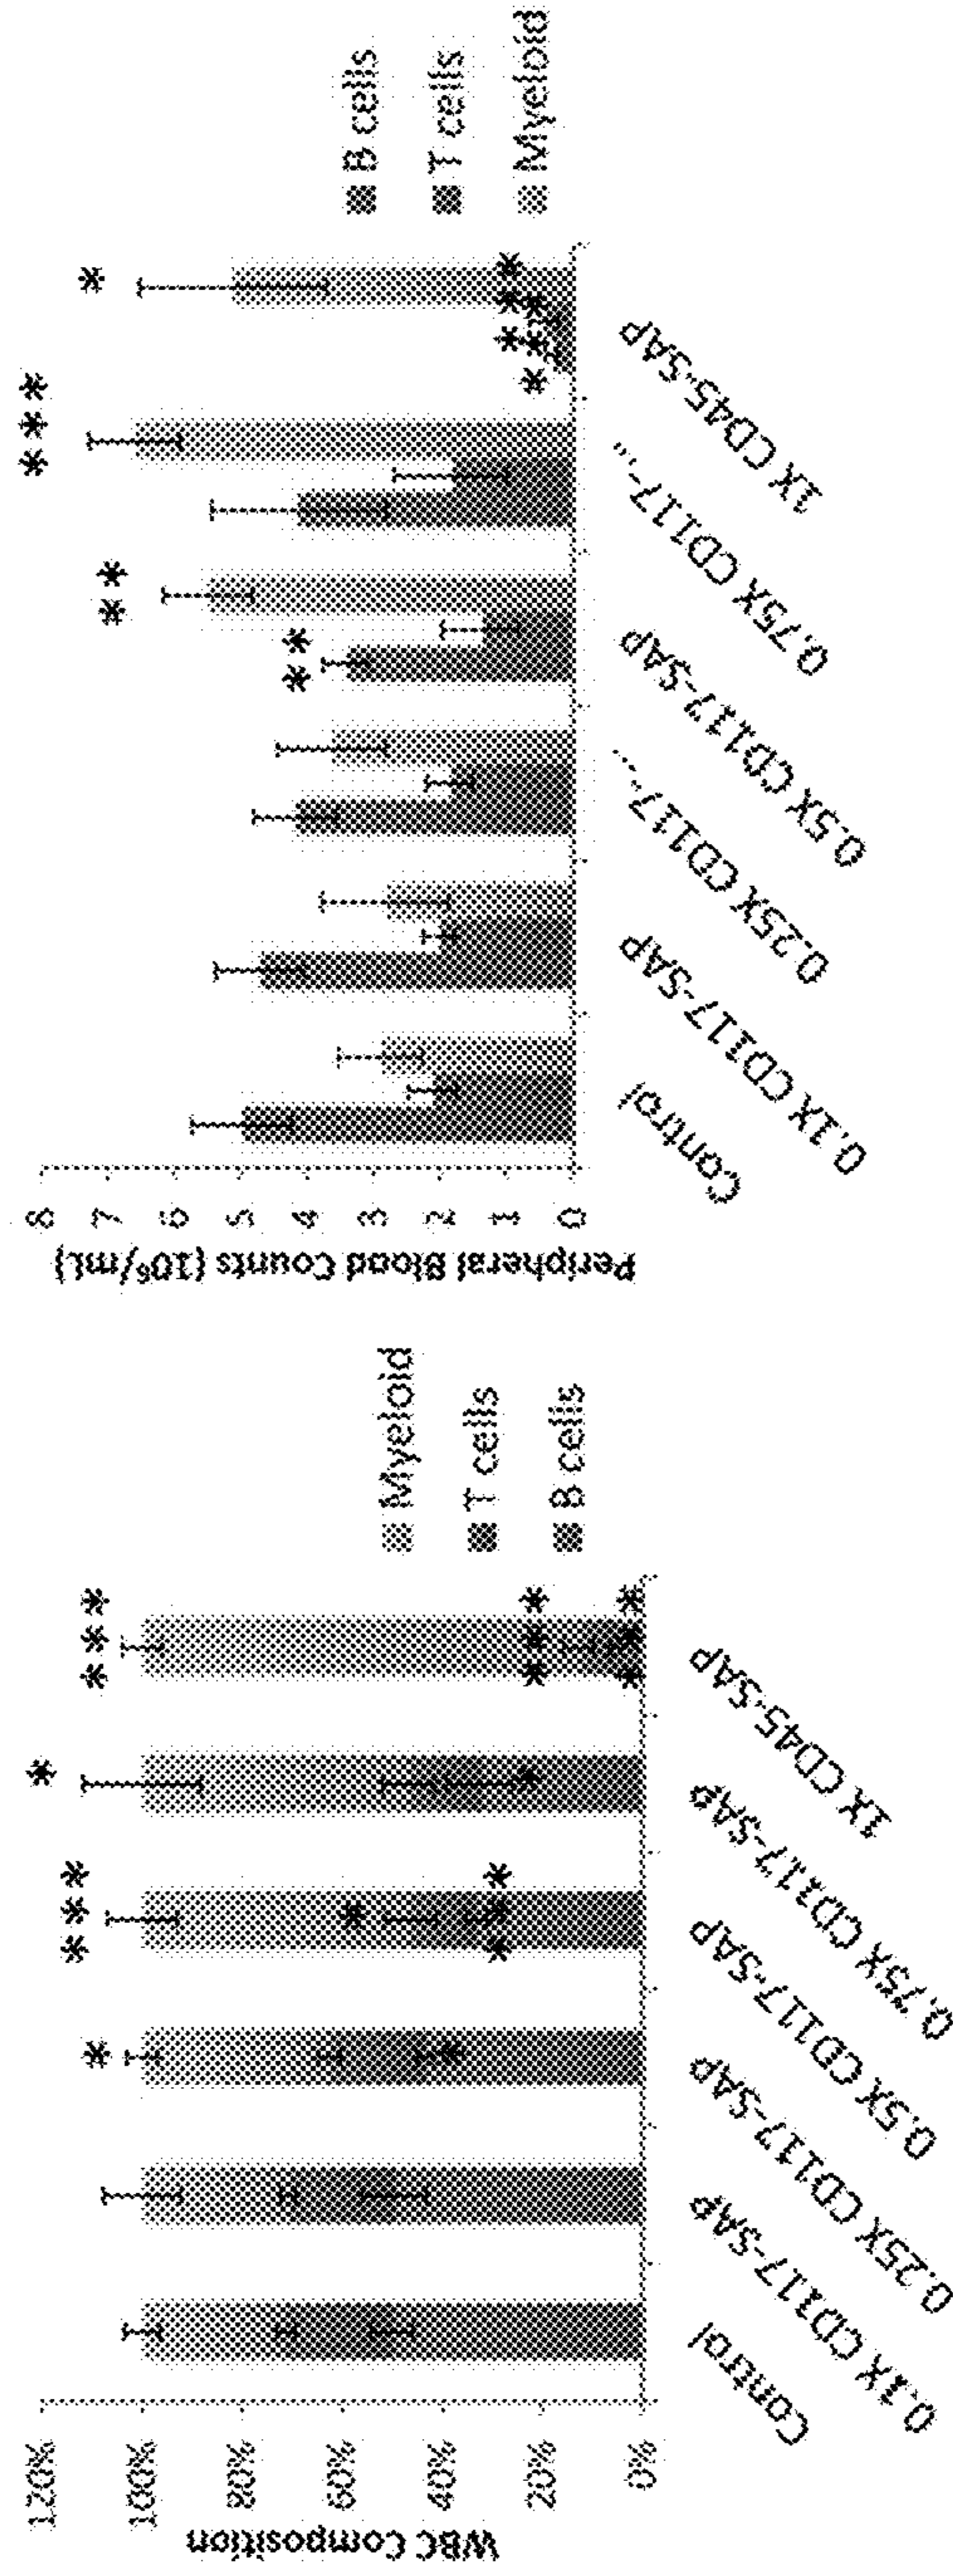 120%
100%
80%
60%
40%
20%
0%
WBC Composition
Control
0.1X CD117-SAP
0.25X CD117-SAP
0.5X CD117-SAP
0.75X CD117-SAP
1X CD45-SAP
* *** * ***
* * ***
*** * ***
Myeloid
T cells
B cells
8
7
6
5
4
3
2
1
0
Peripheral Blood Counts (10⁶/mL)
Control
0.1X CD117-SAP
0.25X CD117-...
0.5X CD117-SAP
0.75X CD117-...
1X CD45-SAP
** *** *
** ***
***
B cells
T cells
Myeloid